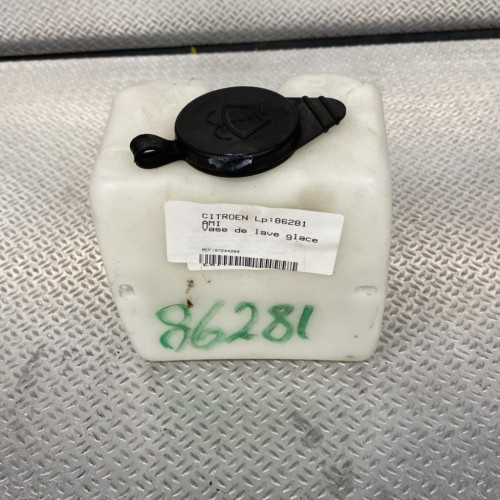 CITROEN Lp:86281
AMI
Vase de lave glace
86281